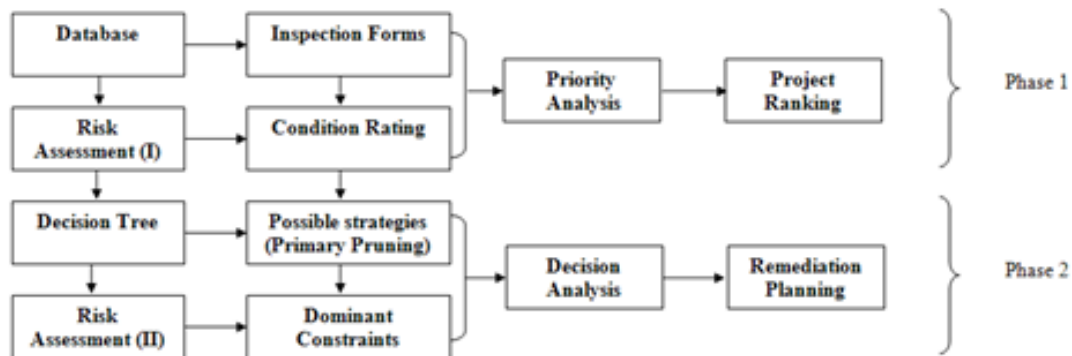 Database
Inspection Forms
Priority
Analysis
Project
Ranking
Phase 1
Risk
Assessment (I)
Condition Rating
Decision Tree
Possible strategies
(Primary Pruning)
Decision
Analysis
Remediation
Planning
Phase 2
Risk
Assessment (II)
Dominant
Constraints